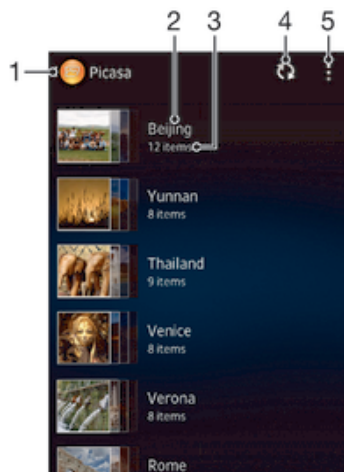 2 3 4 5
1 Picasa
Beijing
12 items
Yunnan
8 items
Thailand
9 items
Venice
8 items
Verona
8 items
Rome